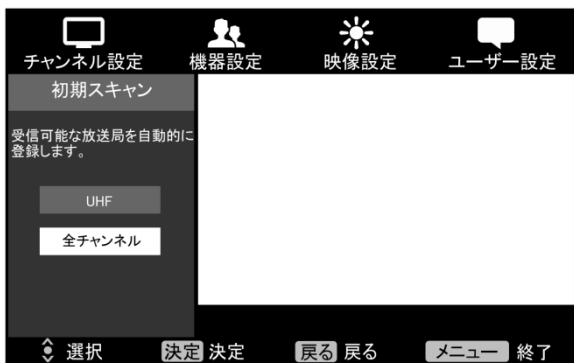 チャンネル設定 機器設定 映像設定 ユーザー設定
初期スキャン
受信可能な放送局を自動的に
登録します。
UHF
全チャンネル
選択 決定 決定 戻る 戻る メニュー 終了